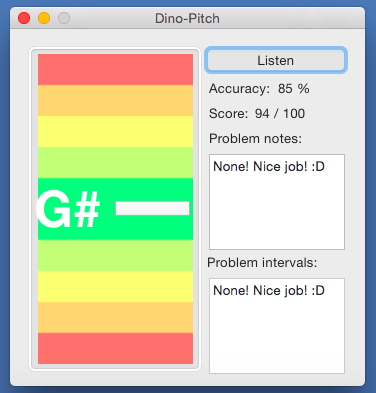 Dino-Pitch
G#
Listen
Accuracy: 85 %
Score: 94 / 100
Problem notes:
None! Nice job! :D
Problem intervals:
None! Nice job! :D